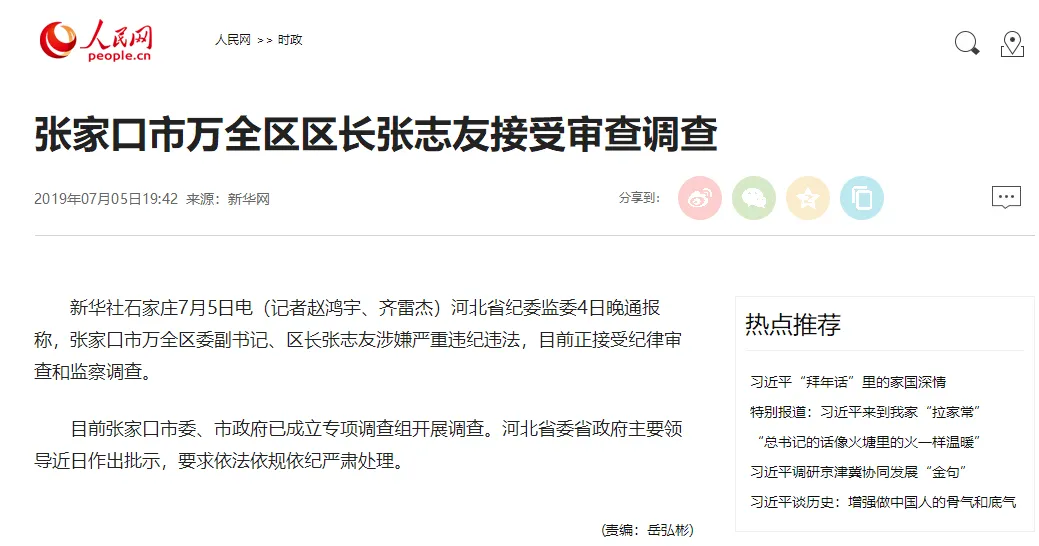 人民网
people.cn
人民网 >> 时政
张家口市万全区区长张志友接受审查调查
2019年07月05日19:42 来源：新华网
分享到：
新华社石家庄7月5日电（记者赵鸿宇、齐雷杰）河北省纪委监委4日晚通报
称，张家口市万全区委副书记、区长张志友涉嫌严重违纪违法，目前正接受纪律审
查和监察调查。
目前张家口市委、市政府已成立专项调查组开展调查。河北省委省政府主要领
导近日作出批示，要求依法依规依纪严肃处理。
(责编：岳弘彬)
热点推荐
习近平“拜年话”里的家国深情
特别报道：习近平来到我家“拉家常”
“总书记的话像火塘里的火一样温暖”
习近平调研京津冀协同发展“金句”
习近平谈历史：增强做中国人的骨气和底气